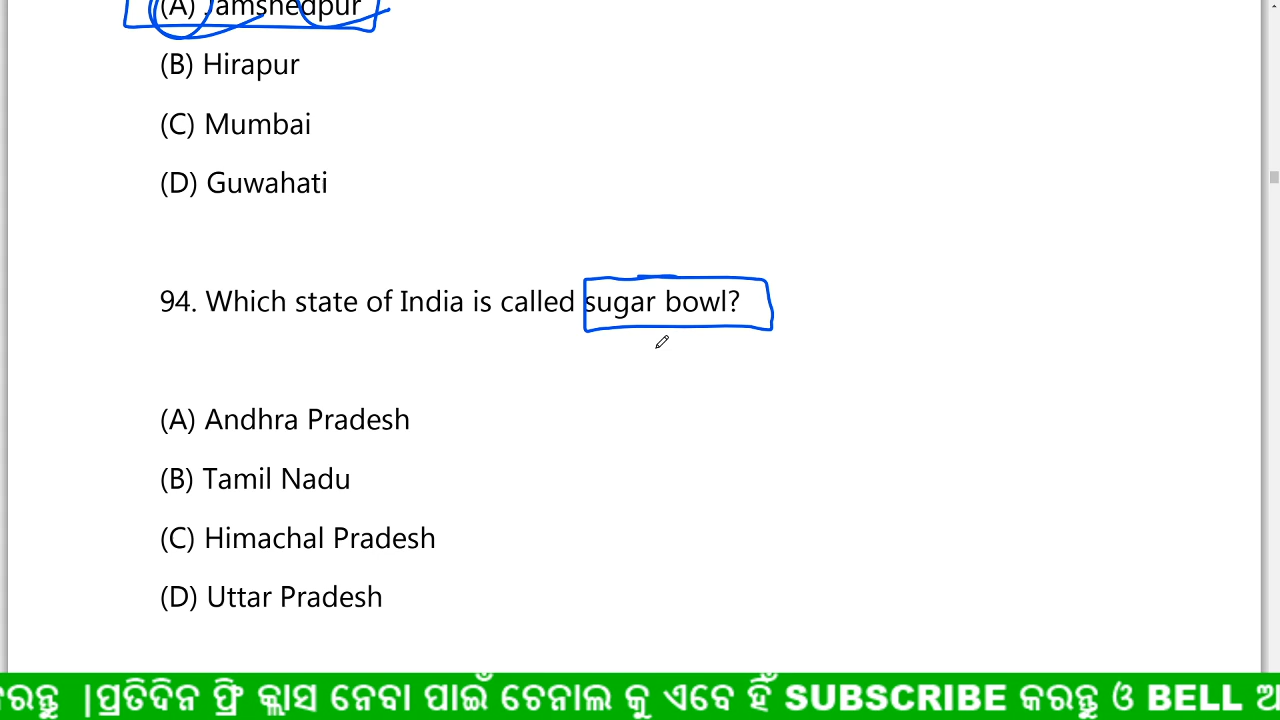 (A) Jamshedpur
(B) Hirapur
(C) Mumbai
(D) Guwahati
94. Which state of India is called sugar bowl?
(A) Andhra Pradesh
(B) Tamil Nadu
(C) Himachal Pradesh
(D) Uttar Pradesh
କରନ୍ତୁ |ପ୍ରତିଦିନ ଫ୍ରି କ୍ଲାସ ନେବା ପାଇଁ ଚେନାଲ କୁ ଏବେ ହିଁ SUBSCRIBE କରନ୍ତୁ ଓ BELL